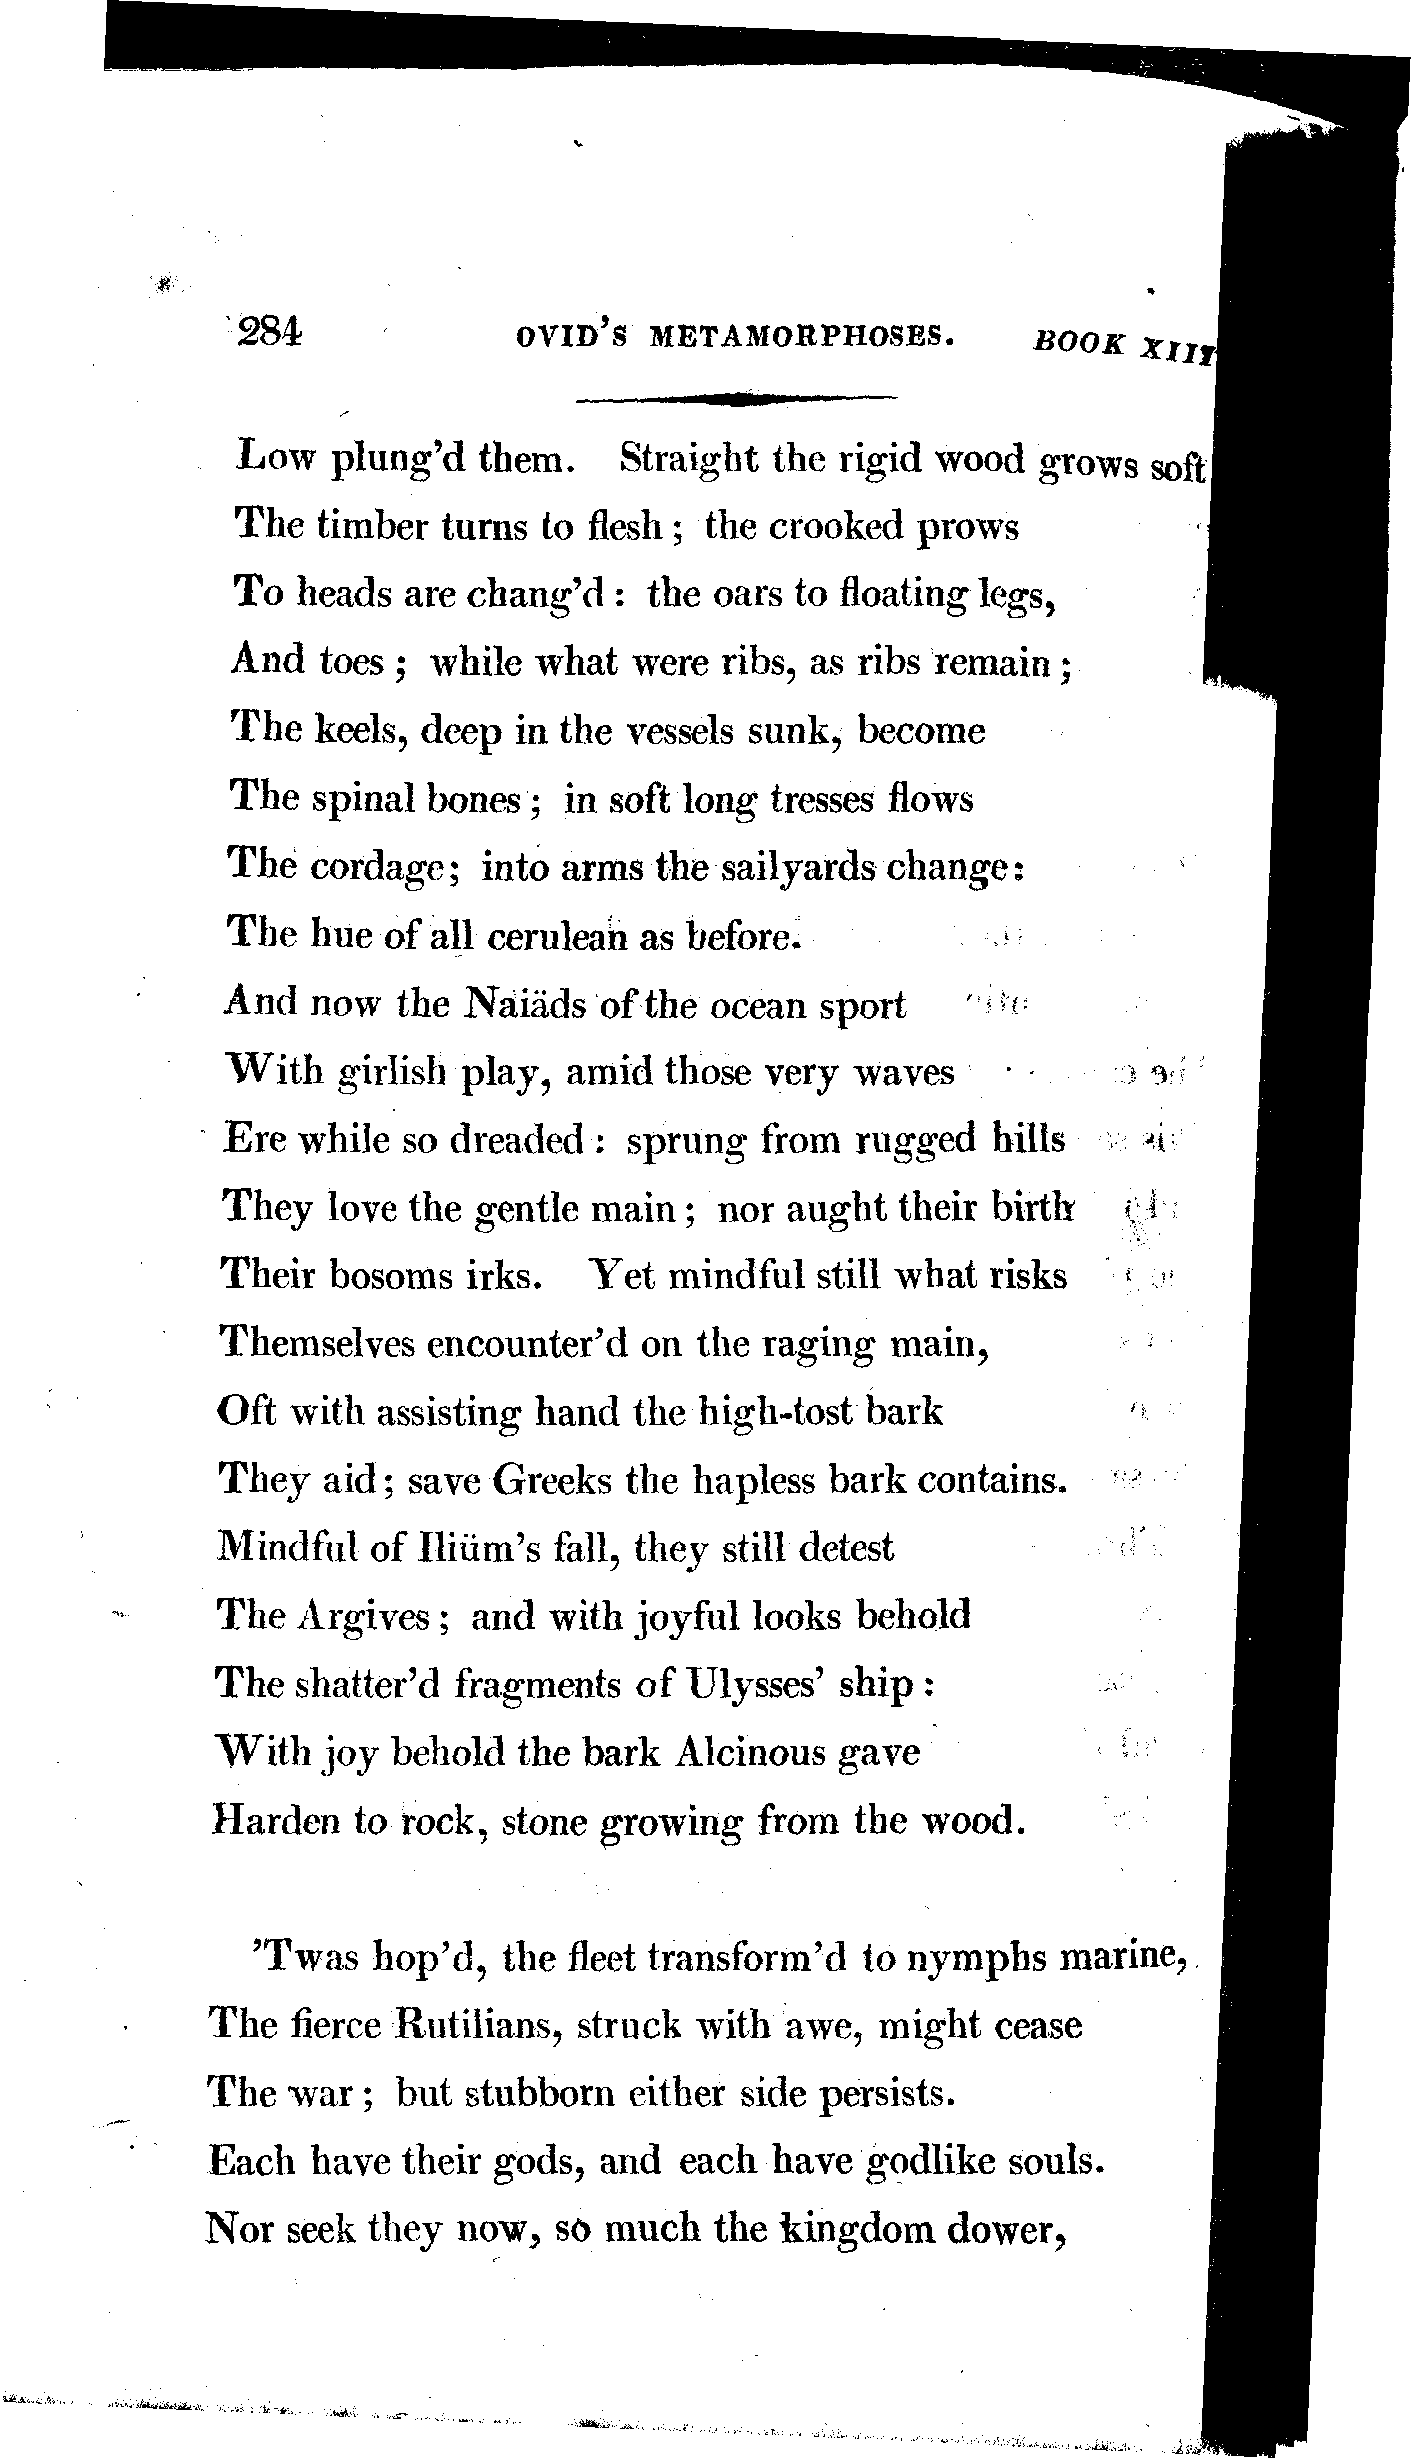 284 OVID'S METAMORPHOSES. BOOK XIII
Low plung'd them. Straight the rigid wood grows soft
The timber turns to flesh; the crooked prows
To heads are chang'd: the oars to floating legs,
And toes; while what were ribs, as ribs remain;
The keels, deep in the vessels sunk, become
The spinal bones; in soft long tresses flows
The cordage; into arms the sailyards change:
The hue of all cerulean as before.
And now the Naiäds of the ocean sport
With girlish play, amid those very waves
Ere while so dreaded: sprung from rugged hills
They love the gentle main; nor aught their birth
Their bosoms irks. Yet mindful still what risks
Themselves encounter'd on the raging main,
Oft with assisting hand the high-tost bark
They aid; save Greeks the hapless bark contains.
Mindful of Iliüm's fall, they still detest
The Argives; and with joyful looks behold
The shatter'd fragments of Ulysses' ship:
With joy behold the bark Alcinous gave
Harden to rock, stone growing from the wood.
'Twas hop'd, the fleet transform'd to nymphs marine,
The fierce Rutilians, struck with awe, might cease
The war; but stubborn either side persists.
Each have their gods, and each have godlike souls.
Nor seek they now, so much the kingdom dower,